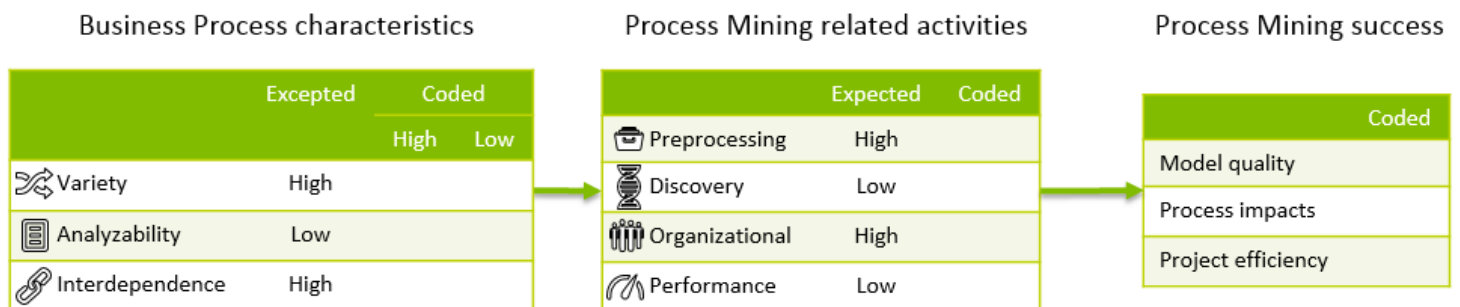 Business Process characteristics
Process Mining related activities
Process Mining success
Excepted Coded
High Low
Variety High
Analyzability Low
Interdependence High
Expected Coded
Preprocessing High
Discovery Low
Organizational High
Performance Low
Coded
Model quality
Process impacts
Project efficiency